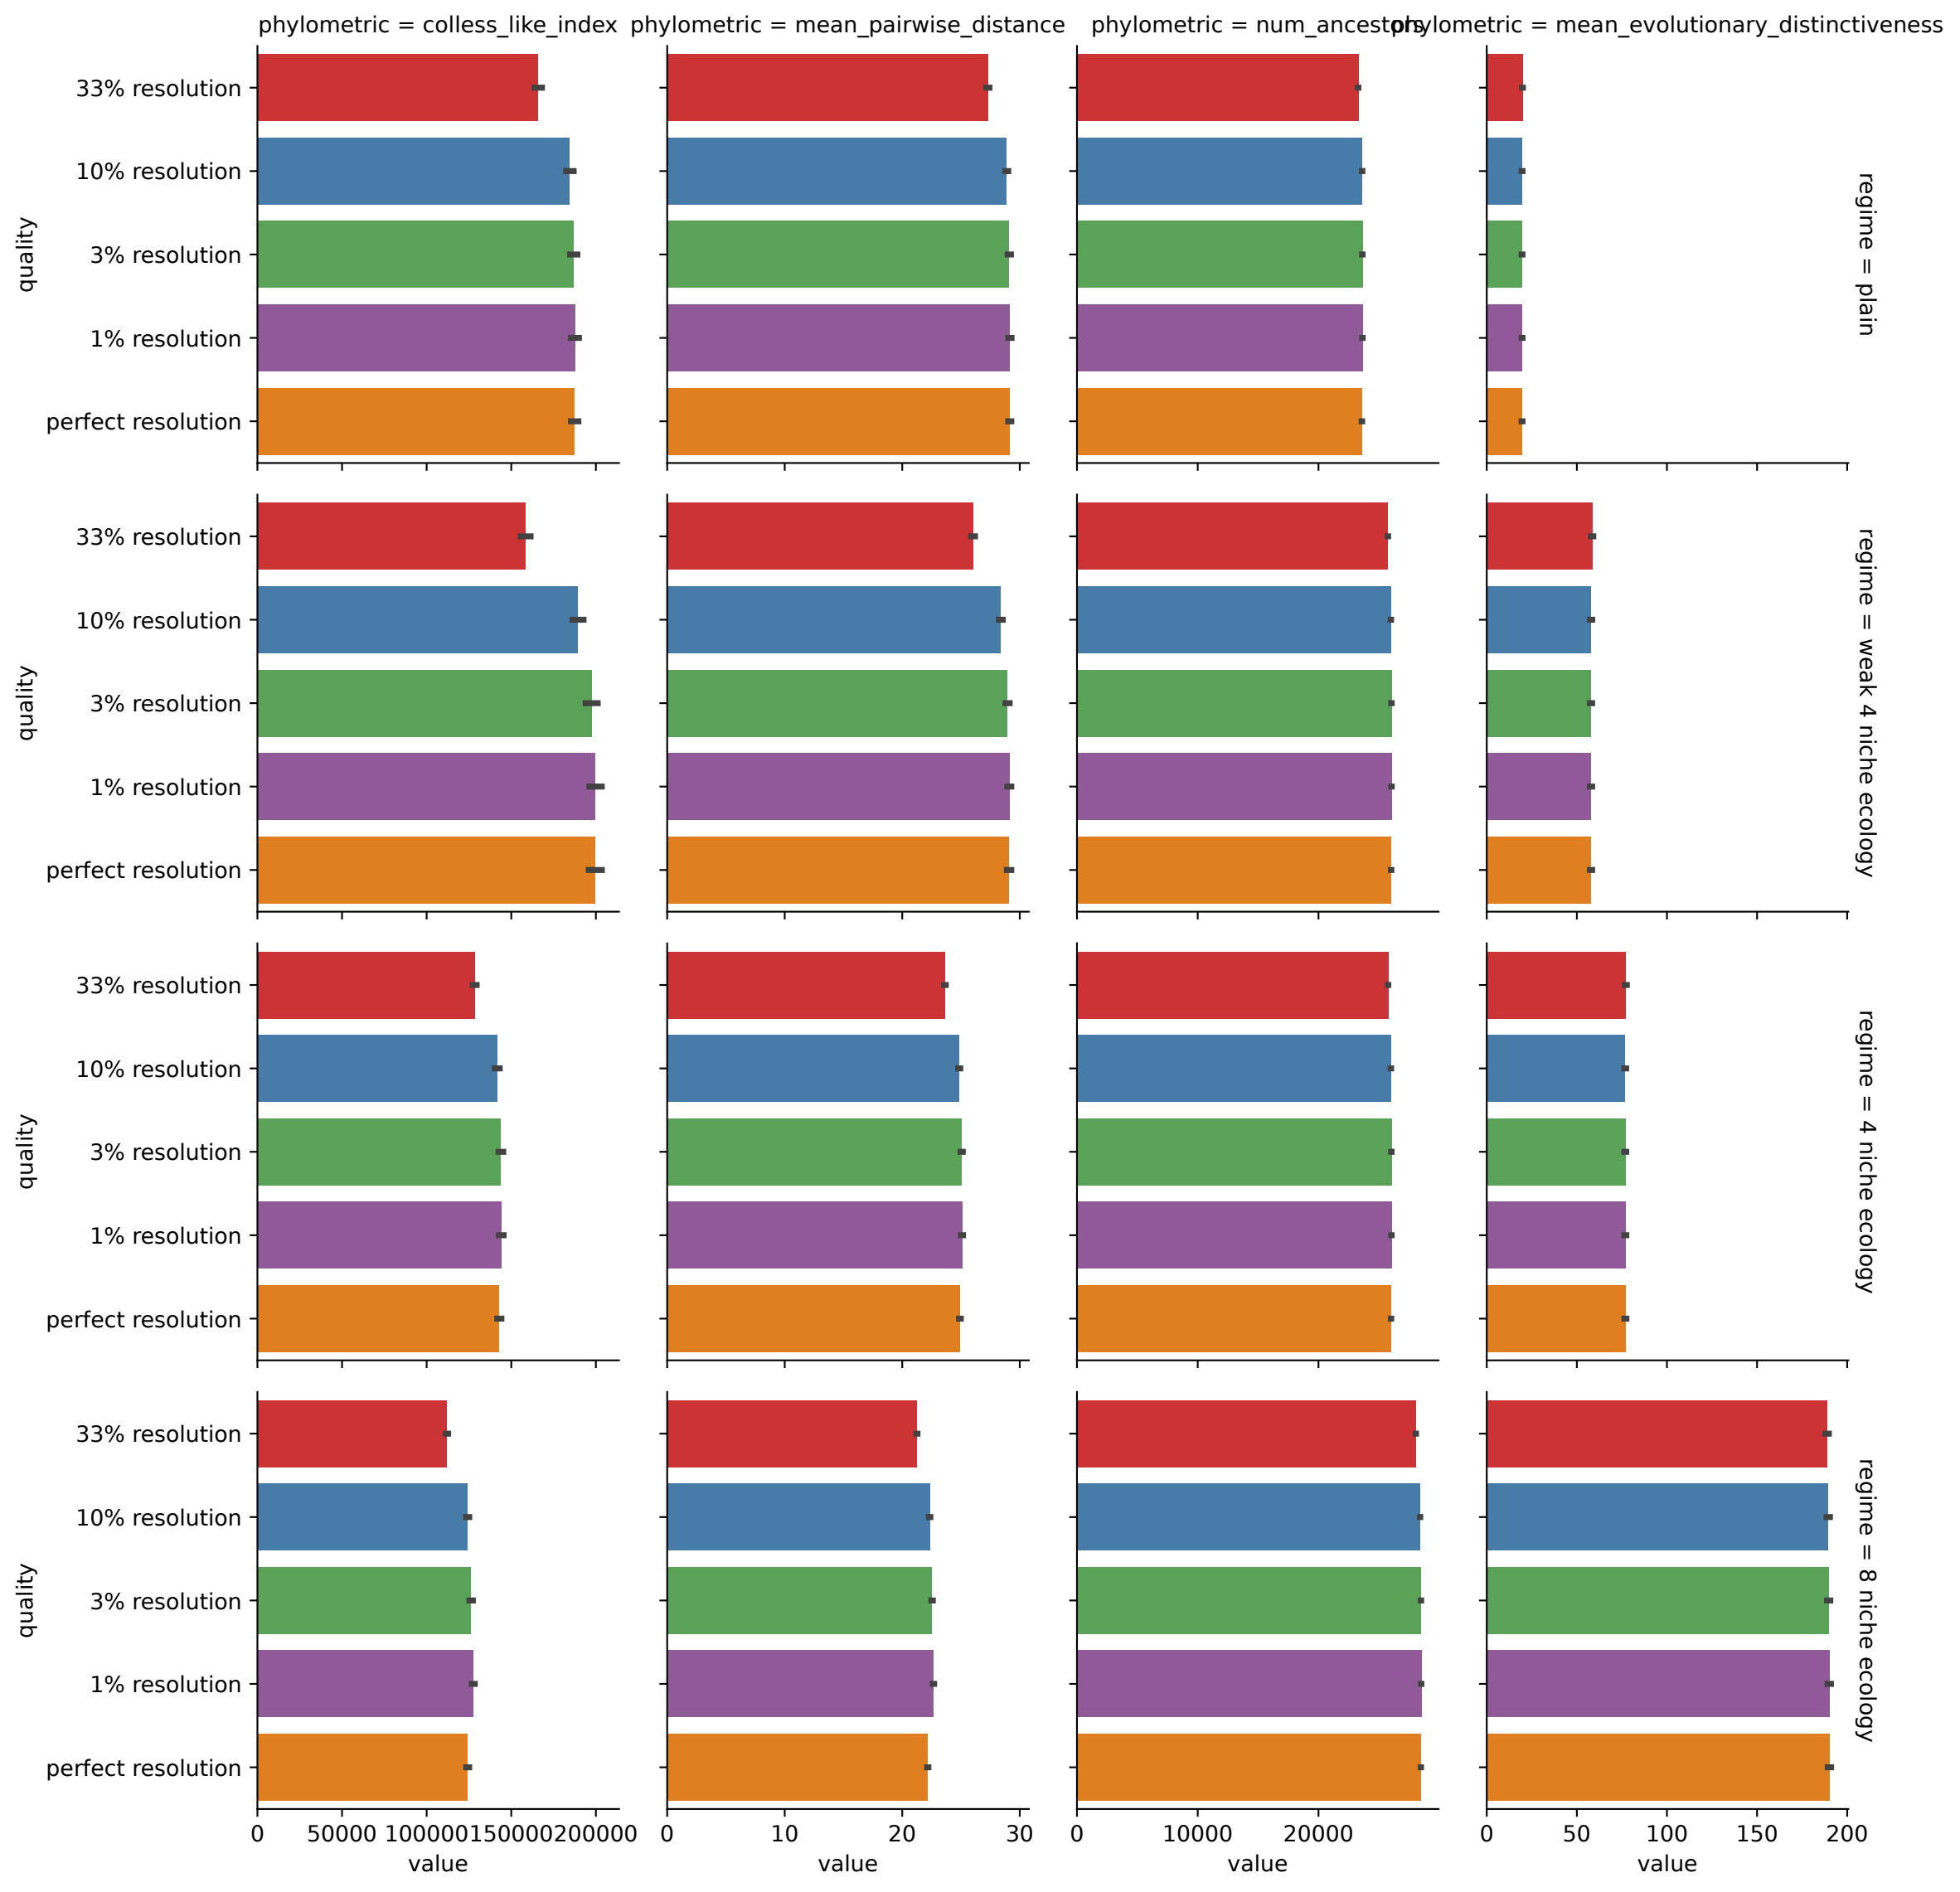 phylometric = colless_like_index
phylometric = mean_pairwise_distance
phylometric = num_ancestors
phylometric = mean_evolutionary_distinctiveness
quality
33% resolution
10% resolution
3% resolution
1% resolution
perfect resolution
regime = plain
quality
33% resolution
10% resolution
3% resolution
1% resolution
perfect resolution
regime = weak 4 niche ecology
quality
33% resolution
10% resolution
3% resolution
1% resolution
perfect resolution
regime = 4 niche ecology
quality
33% resolution
10% resolution
3% resolution
1% resolution
perfect resolution
regime = 8 niche ecology
0 50000 100000 150000 200000
0 10 20 30
0 10000 20000
0 50 100 150 200
value
value
value
value